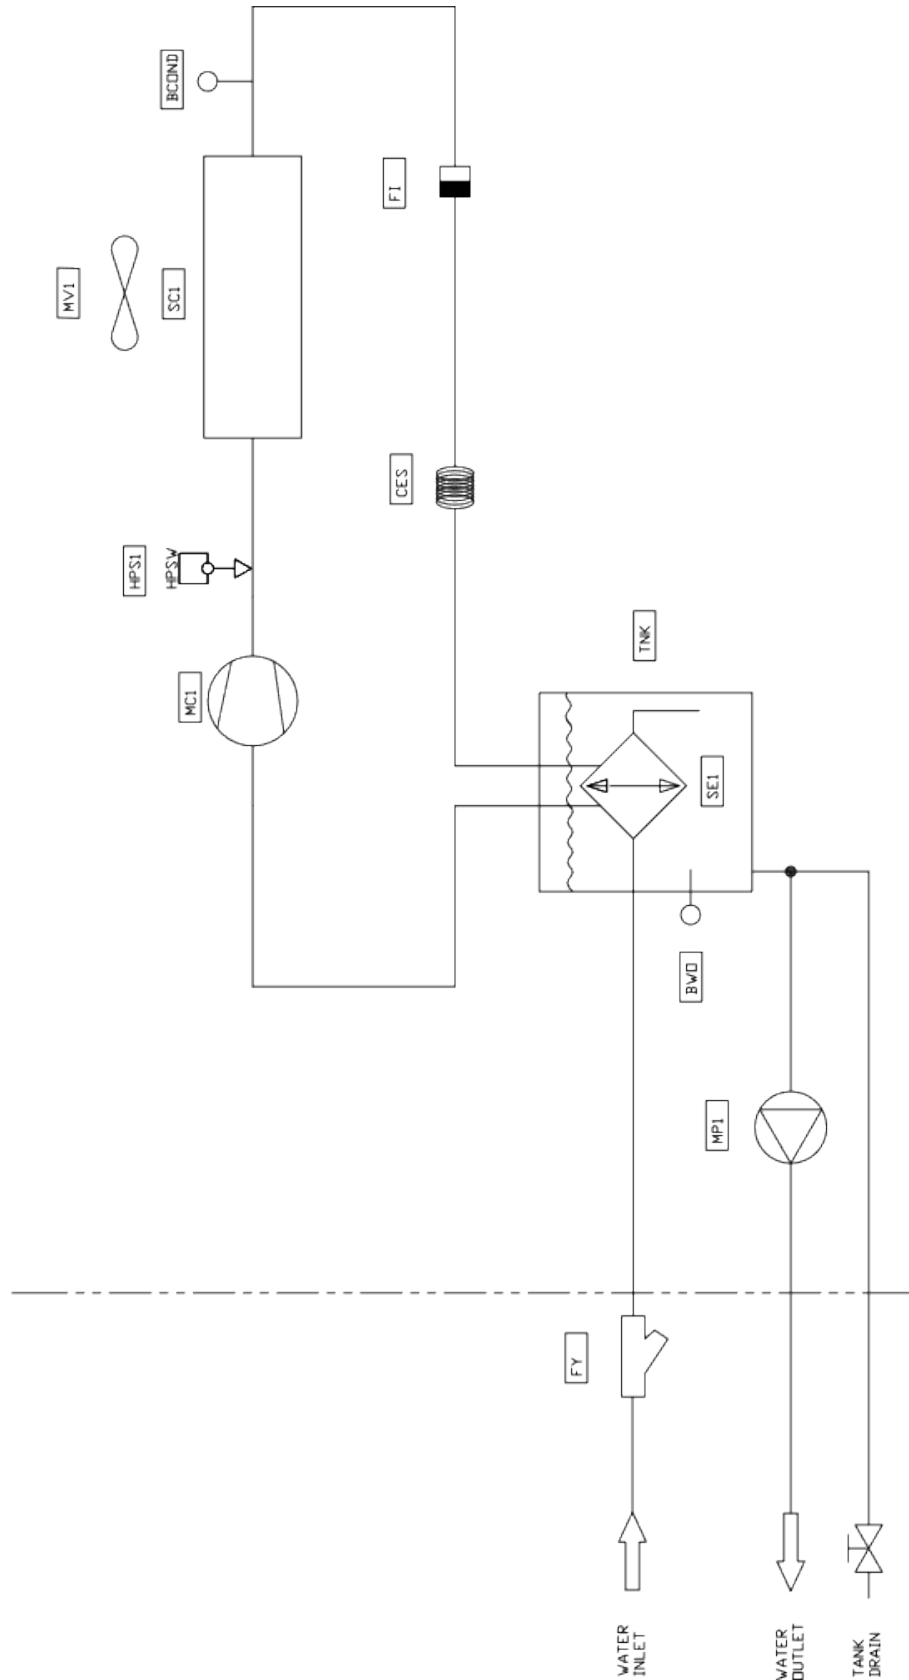 BCOND
MV1
SC1
FI
CES
HPS1
HPSW
MC1
TNK
SE1
BWO
MP1
FY
WATER
INLET
WATER
OUTLET
TANK
DRAIN